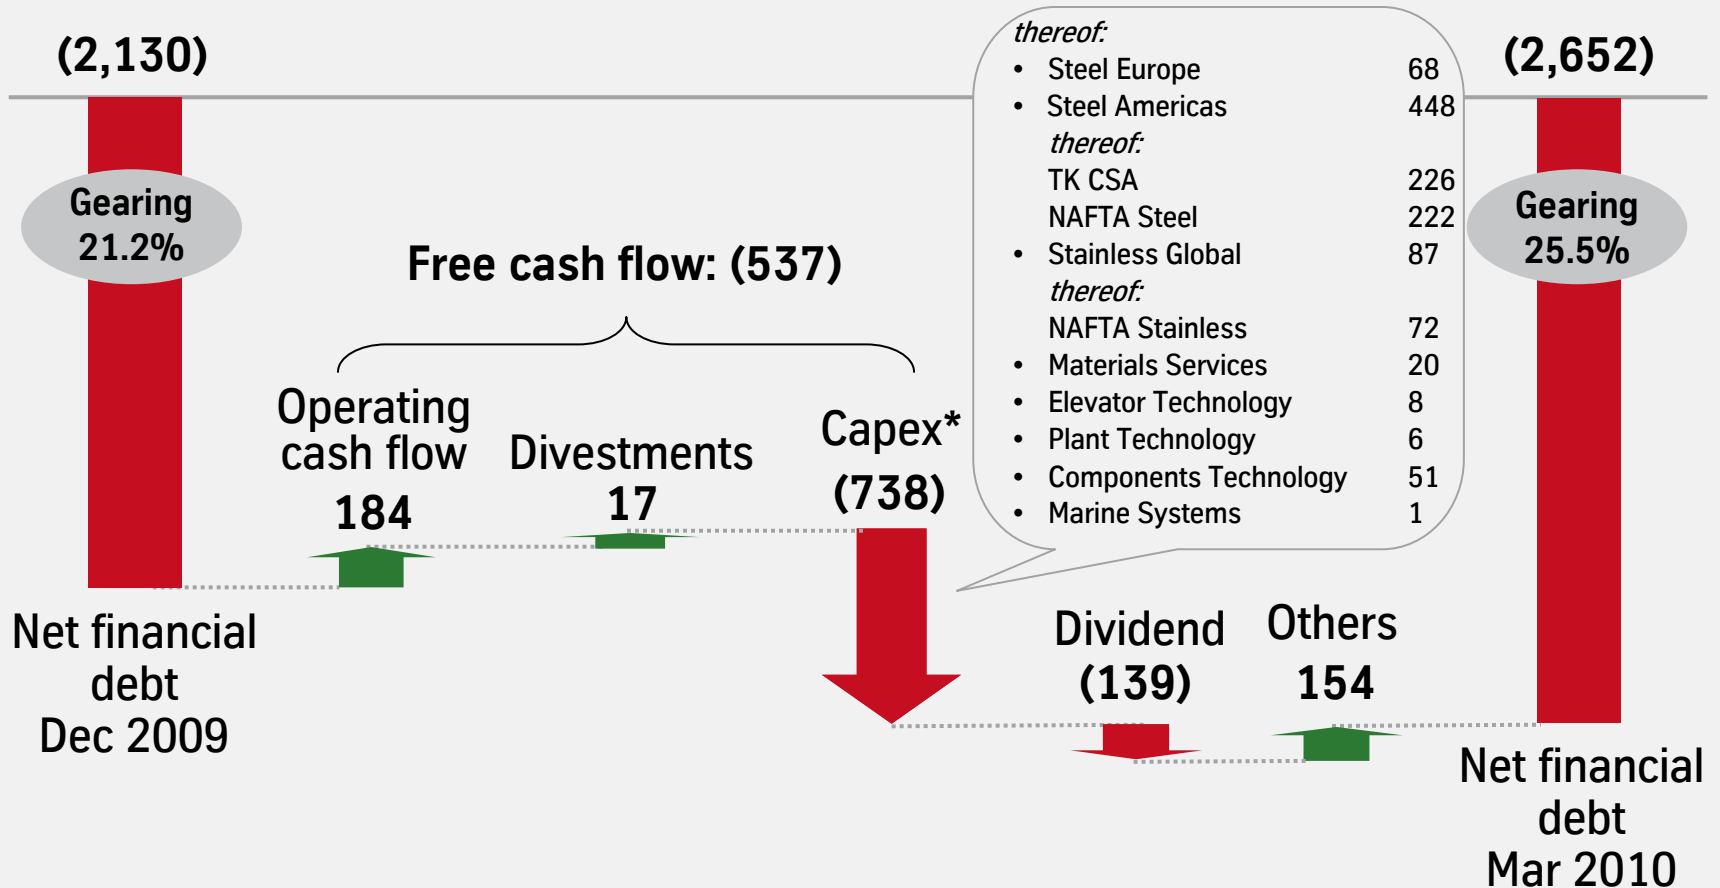 (2,130)
Gearing
21.2%
Net financial
debt
Dec 2009
Free cash flow: (537)
Operating
cash flow
184
Divestments
17
Capex*
(738)
thereof:
• Steel Europe 68
• Steel Americas 448
thereof:
TK CSA 226
NAFTA Steel 222
• Stainless Global 87
thereof:
NAFTA Stainless 72
• Materials Services 20
• Elevator Technology 8
• Plant Technology 6
• Components Technology 51
• Marine Systems 1
Dividend
(139)
Others
154
(2,652)
Gearing
25.5%
Net financial
debt
Mar 2010